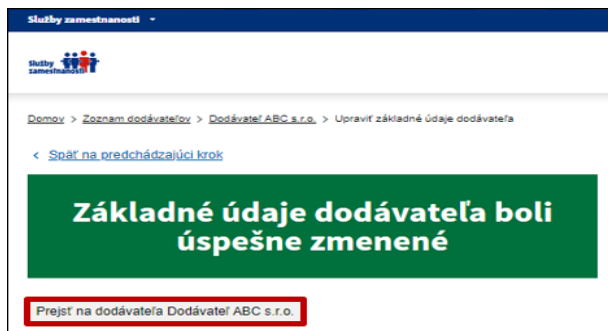 Služby zamestnanosti
Služby
zamestnanosti
Domov > Zoznam dodávateľov > Dodávateľ ABC s.r.o. > Upraviť základné údaje dodávateľa
< Späť na predchádzajúci krok
Základné údaje dodávateľa boli
úspešne zmenené
Prejsť na dodávateľa Dodávateľ ABC s.r.o.